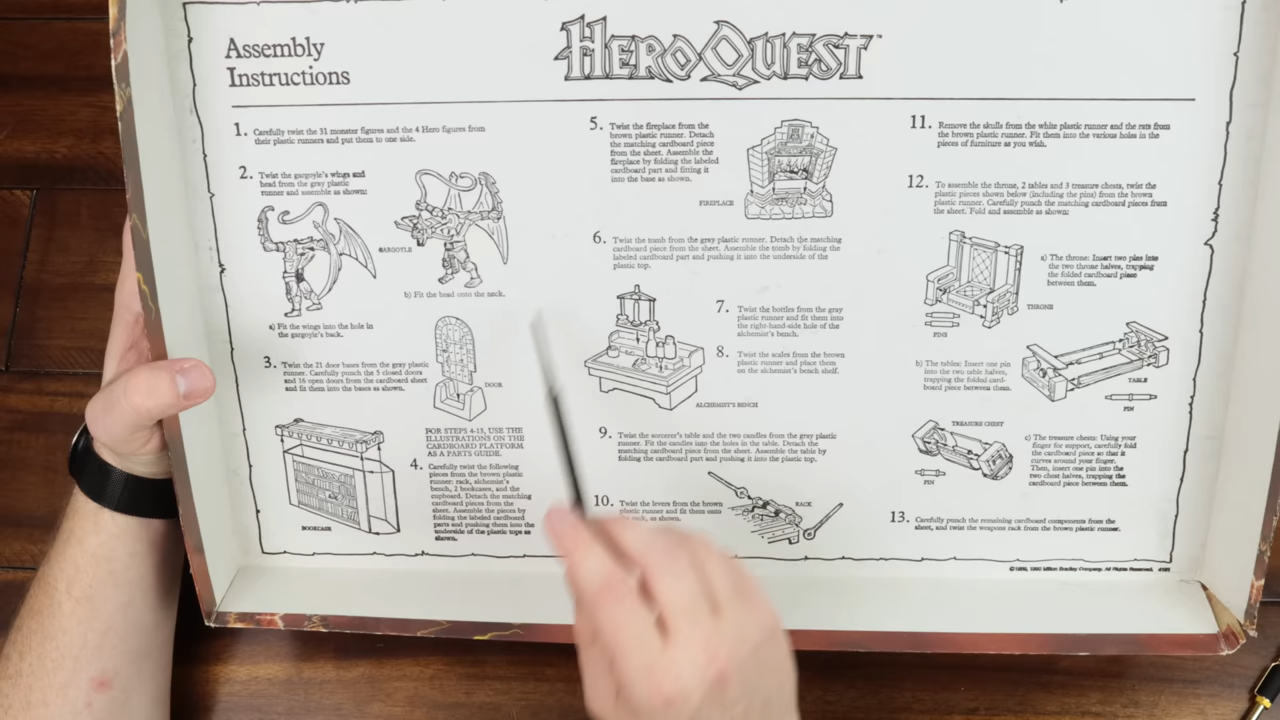 Assembly
Instructions
HEROQUEST™
1. Carefully twist the 31 monster figures and the 4 Hero figures from
their plastic runners and put them to one side.
2. Twist the gargoyle's wings and
head from the gray plastic
runner and assemble as shown:
GARGOYLE
b) Fit the head onto the neck.
a) Fit the wings into the hole in
the gargoyle's back.
3. Twist the 21 door bases from the gray plastic
runner. Carefully punch the 5 closed doors
and 16 open doors from the cardboard sheet
and fit them into the bases as shown.
DOOR
FOR STEPS 4-13, USE THE
ILLUSTRATIONS ON THE
CARDBOARD PLATFORM
AS A PARTS GUIDE.
4. Carefully twist the following
pieces from the brown plastic
runner: rack, alchemist's
bench, 2 bookcases, and the
cupboard. Detach the matching
cardboard pieces from the
sheet. Assemble the pieces by
folding the labeled cardboard
parts and pushing them into the
underside of the plastic tops as
shown.
BOOKCASE
5. Twist the fireplace from the
brown plastic runner. Detach
the matching cardboard piece
from the sheet. Assemble the
fireplace by folding the labeled
cardboard part and fitting it
into the base as shown.
FIREPLACE
6. Twist the tomb from the grey plastic runner. Detach the matching
cardboard piece from the sheet. Assemble the tomb by folding the
labeled cardboard part and pushing it into the underside of the
plastic top.
7. Twist the bottles from the gray
plastic runner and fit them into
the right-hand-side hole of the
alchemist's bench.
8. Twist the scales from the brown
plastic runner and place them
on the alchemist's bench shelf.
ALCHEMIST'S BENCH
9. Twist the sorcerer's table and the two candles from the gray plastic
runner. Fit the candles into the holes in the table. Detach the
matching cardboard piece from the sheet. Assemble the table by
folding the cardboard part and pushing it into the plastic top.
10. Twist the levers from the brown
plastic runner and fit them onto
rack, as shown.
RACK
11. Remove the skulls from the white plastic runner and the rats from
the brown plastic runner. Fit them into the various holes in the
pieces of furniture as you wish.
12. To assemble the throne, 2 tables and 3 treasure chests, twist the
plastic pieces shown below (including the pins) from the brown
plastic runner. Carefully punch the matching cardboard pieces from
the sheet. Fold and assemble as shown:
a) The throne: Insert two pins into
the two throne halves, trapping
the folded cardboard piece
between them.
THRONE
PINS
b) The tables: Insert one pin
into the two table halves,
trapping the folded card-
board piece between them.
TABLE
PIN
TREASURE CHEST
c) The treasure chests: Using your
finger for support, carefully fold
the cardboard piece so that it
curves around your finger.
Then, insert one pin into the
two chest halves, trapping the
cardboard piece between them.
PIN
13. Carefully punch the remaining cardboard components from the
sheet, and twist the weapons rack from the brown plastic runner.
©1989, 1990 Milton Bradley Company. All Rights Reserved.